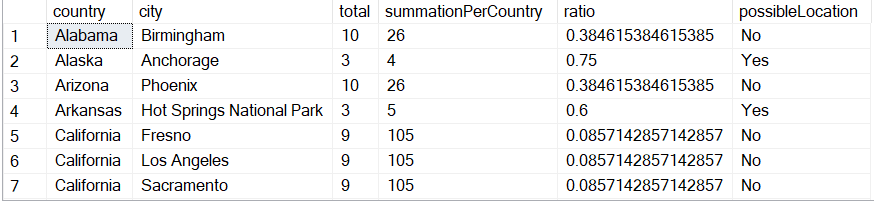 country city total summationPerCountry ratio possibleLocation
1 Alabama Birmingham 10 26 0.384615384615385 No
2 Alaska Anchorage 3 4 0.75 Yes
3 Arizona Phoenix 10 26 0.384615384615385 No
4 Arkansas Hot Springs National Park 3 5 0.6 Yes
5 California Fresno 9 105 0.0857142857142857 No
6 California Los Angeles 9 105 0.0857142857142857 No
7 California Sacramento 9 105 0.0857142857142857 No